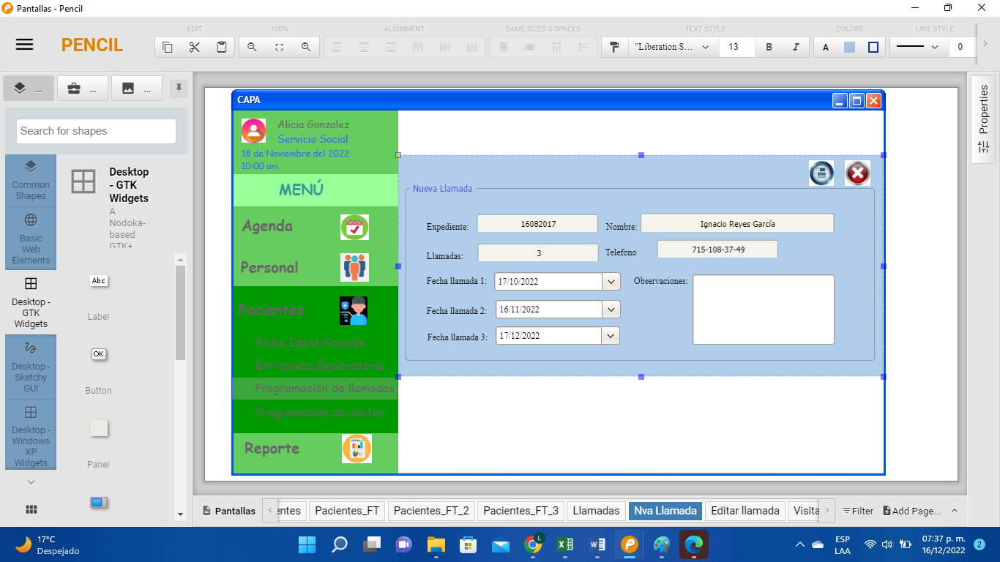 Pantallas - Pencil
PENCIL
EDIT
100%
ALIGNMENT
SAME SIZES & SPACES
TEXT STYLE
COLORS
LINE STYLE
"Liberation S...
13
B
I
A
0
...
...
...
Search for shapes
Common Shapes
Basic Web Elements
Desktop - GTK Widgets
Desktop - Sketchy GUI
Desktop - Windows XP Widgets
Desktop - GTK Widgets
A Nodoka-based GTK+
Abc
Label
OK
Button
Panel
CAPA
Alicia Gonzalez
Servicio Social
18 de Noviembre del 2022
10:00 am
MENÚ
Agenda
Personal
Pacientes
Ficha Identificación
Entrevista Exploratoria
Programación de llamadas
Programación de visitas
Reporte
Nueva Llamada
Expediente:
16082017
Nombre:
Ignacio Reyes García
Llamadas:
3
Telefono
715-108-37-49
Fecha llamada 1:
17/10/2022
Observaciones:
Fecha llamada 2:
16/11/2022
Fecha llamada 3:
17/12/2022
Properties
Pantallas
entes
Pacientes_FT
Pacientes_FT_2
Pacientes_FT_3
Llamadas
Nva Llamada
Editar llamada
Visita
Filter
Add Page...
17°C
Despejado
L
ESP
LAA
07:37 p. m.
16/12/2022
2